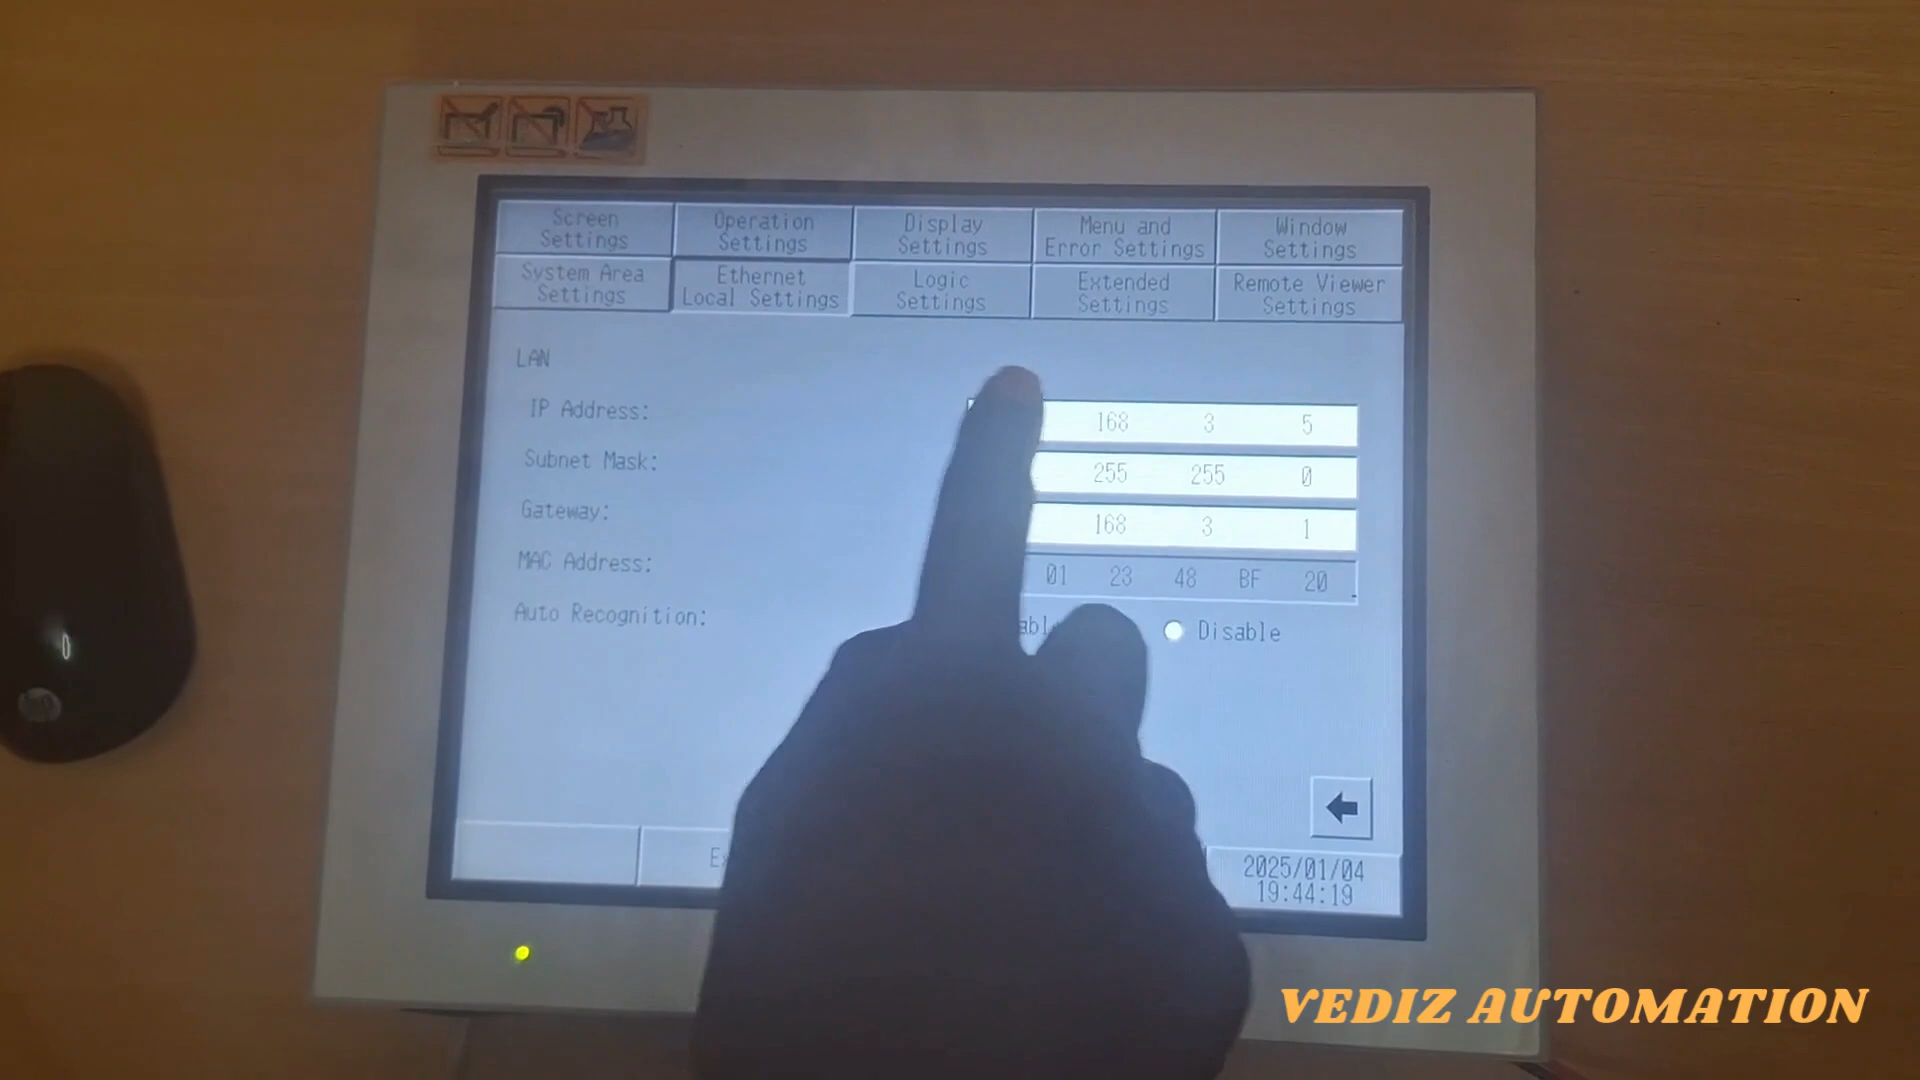 Screen Settings
Operation Settings
Display Settings
Menu and Error Settings
Window Settings
System Area Settings
Ethernet Local Settings
Logic Settings
Extended Settings
Remote Viewer Settings
LAN
IP Address: 168 3 5
Subnet Mask: 255 255 0
Gateway: 168 3 1
MAC Address: 01 23 48 BF 20
Auto Recognition: Disable
2025/01/04
19:44:19
hp
VEDIZ AUTOMATION